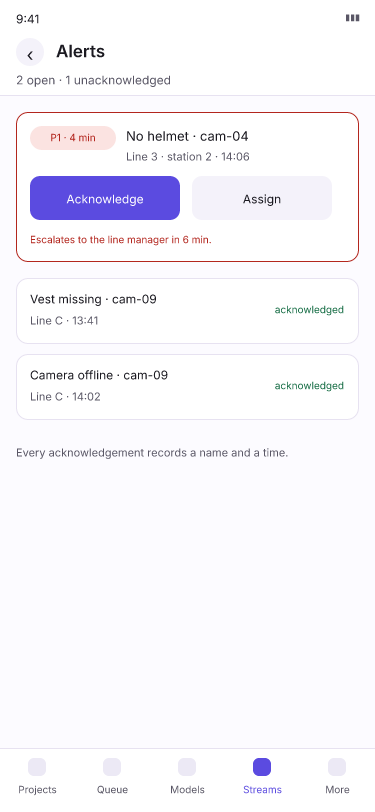 9:41
Alerts
2 open · 1 unacknowledged
P1 · 4 min
No helmet · cam-04
Line 3 · station 2 · 14:06
Acknowledge
Assign
Escalates to the line manager in 6 min.
Vest missing · cam-09
Line C · 13:41
acknowledged
Camera offline · cam-09
Line C · 14:02
acknowledged
Every acknowledgement records a name and a time.
Projects
Queue
Models
Streams
More